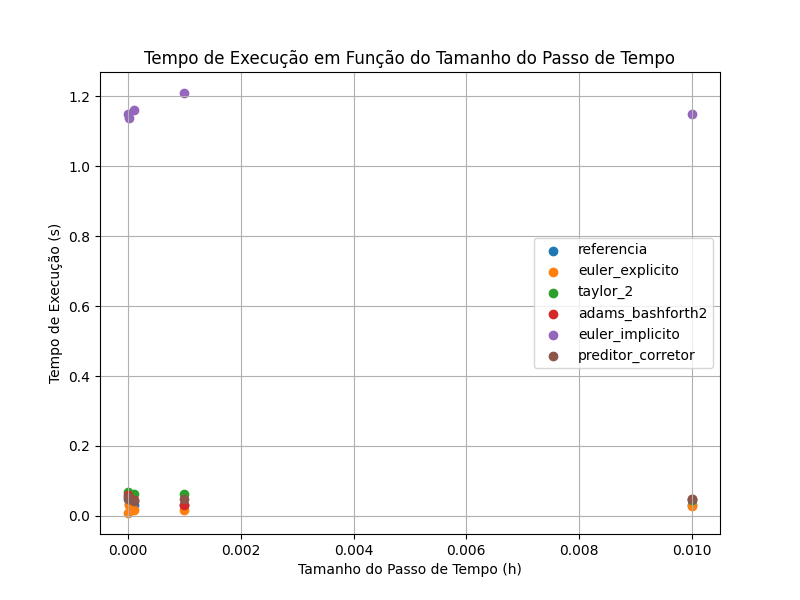 Tempo de Execução em Função do Tamanho do Passo de Tempo
1.2
1.0
0.8
0.6
0.4
0.2
0.0
Tempo de Execução (s)
referencia
euler_explicito
taylor_2
adams_bashforth2
euler_implicito
preditor_corretor
0.000 0.002 0.004 0.006 0.008 0.010
Tamanho do Passo de Tempo (h)